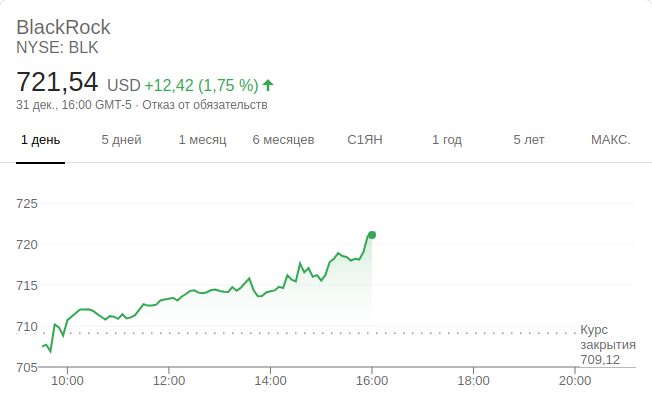 BlackRock
NYSE: BLK
721,54 USD +12,42 (1,75 %)
31 дек., 16:00 GMT-5 · Отказ от обязательств
1 день 5 дней 1 месяц 6 месяцев С1ЯН 1 год 5 лет МАКС.
725
720
715
710
705
Курс
закрытия
709,12
10:00 12:00 14:00 16:00 18:00 20:00